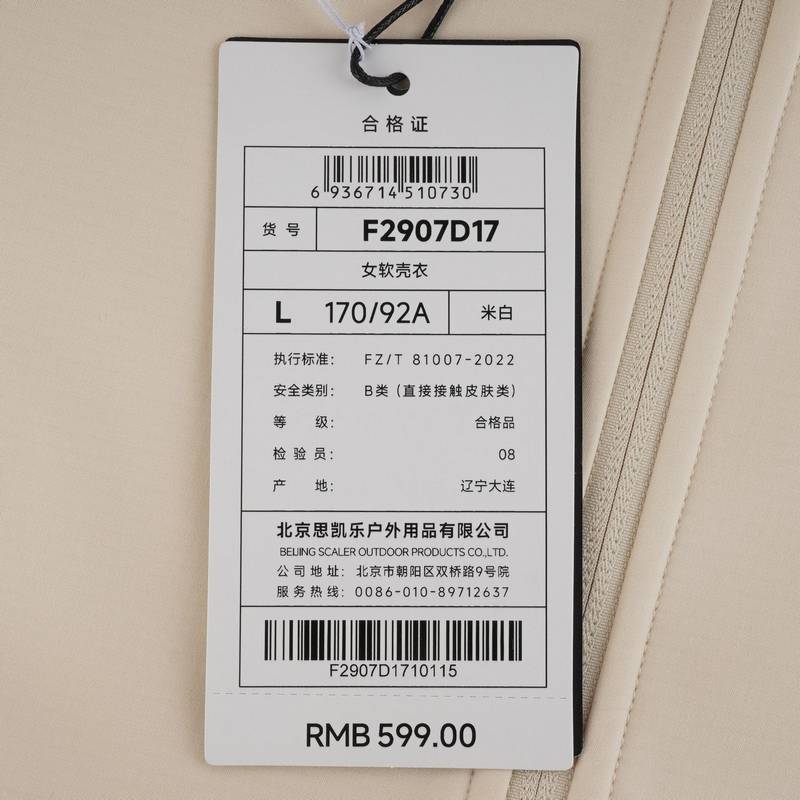 合格证
6 936714 510730
货号 F2907D17
女软壳衣
L 170/92A 米白
执行标准： FZ/T 81007-2022
安全类别： B类（直接接触皮肤类）
等级： 合格品
检验员： 08
产地： 辽宁大连
北京思凯乐户外用品有限公司
BEIJING SCALER OUTDOOR PRODUCTS CO.,LTD.
公司地址： 北京市朝阳区双桥路9号院
服务热线： 0086-010-89712637
F2907D1710115
RMB 599.00